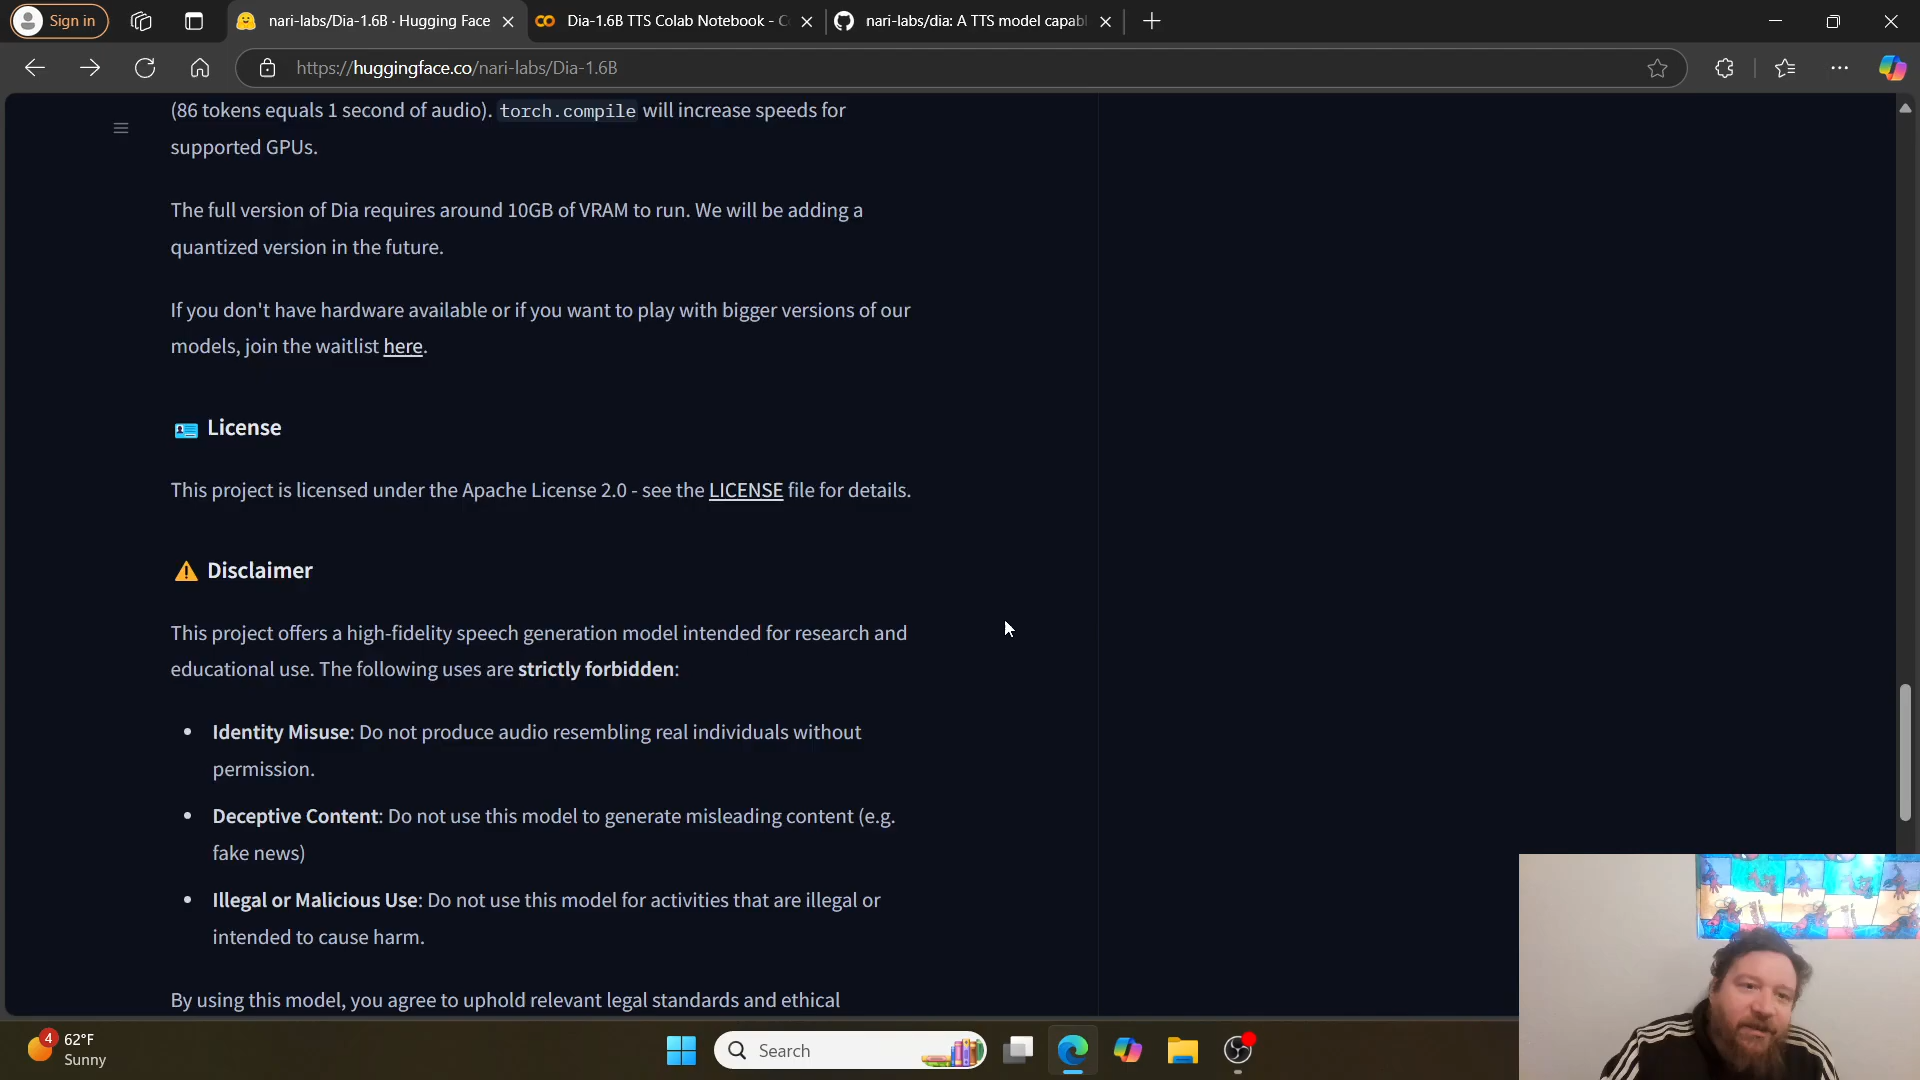 Sign in
nari-labs/Dia-1.6B · Hugging Face
Dia-1.6B TTS Colab Notebook - C
nari-labs/dia: A TTS model capabl
https://huggingface.co/nari-labs/Dia-1.6B
(86 tokens equals 1 second of audio). torch.compile will increase speeds for
supported GPUs.
The full version of Dia requires around 10GB of VRAM to run. We will be adding a
quantized version in the future.
If you don't have hardware available or if you want to play with bigger versions of our
models, join the waitlist here.
License
This project is licensed under the Apache License 2.0 - see the LICENSE file for details.
Disclaimer
This project offers a high-fidelity speech generation model intended for research and
educational use. The following uses are strictly forbidden:
• Identity Misuse: Do not produce audio resembling real individuals without
permission.
• Deceptive Content: Do not use this model to generate misleading content (e.g.
fake news)
• Illegal or Malicious Use: Do not use this model for activities that are illegal or
intended to cause harm.
By using this model, you agree to uphold relevant legal standards and ethical
4
62°F
Sunny
Search